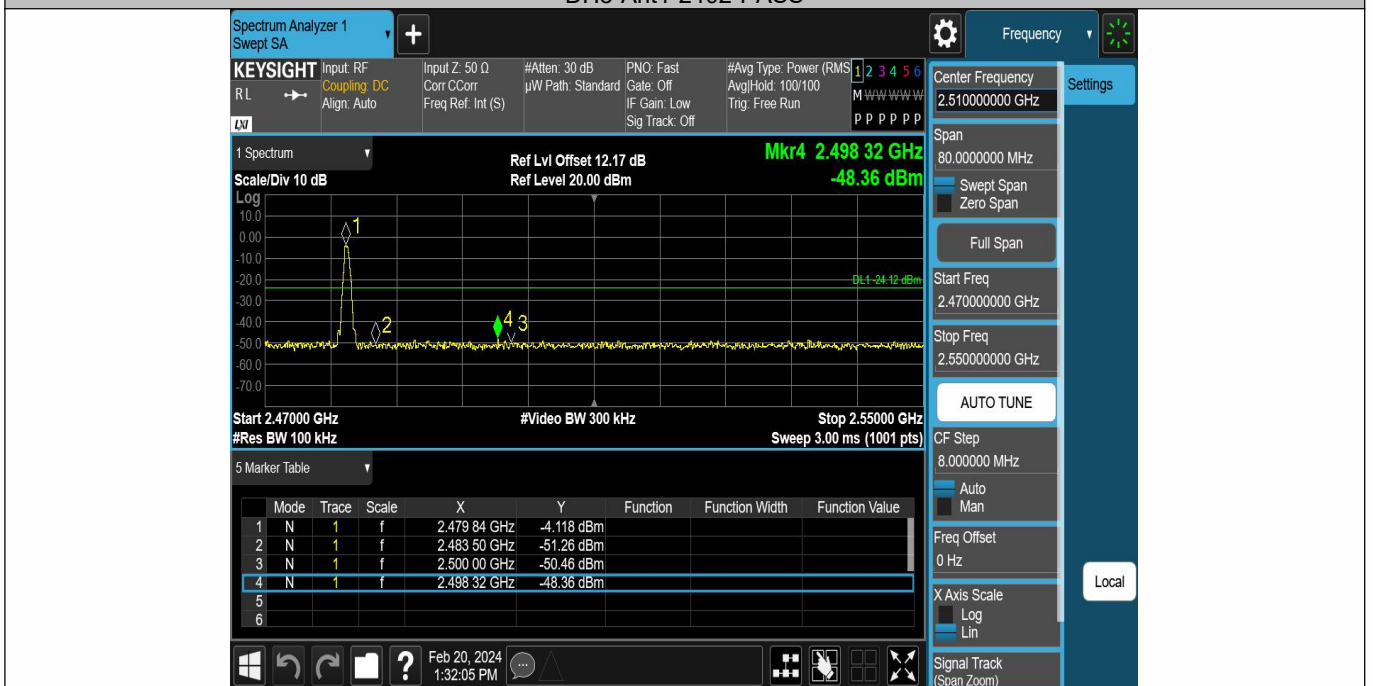 Spectrum Analyzer 1
Swept SA
+
Frequency
KEYSIGHT
RL
LXI
Input: RF
Coupling: DC
Align: Auto
Input Z: 50 Ω
Corr CCorr
Freq Ref: Int (S)
#Atten: 30 dB
µW Path: Standard
PNO: Fast
Gate: Off
IF Gain: Low
Sig Track: Off
#Avg Type: Power (RMS
Avg|Hold: 100/100
Trig: Free Run
1 2 3 4 5 6
M W W W W W
P P P P P P
1 Spectrum
Scale/Div 10 dB
Ref Lvl Offset 12.17 dB
Ref Level 20.00 dBm
Mkr4 2.498 32 GHz
-48.36 dBm
Log
10.0
0.00
-10.0
-20.0
-30.0
-40.0
-50.0
-60.0
-70.0
1
2
4
3
DL1 -24.12 dBm
Start 2.47000 GHz
#Res BW 100 kHz
#Video BW 300 kHz
Stop 2.55000 GHz
Sweep 3.00 ms (1001 pts)
5 Marker Table
Mode Trace Scale X Y Function Function Width Function Value
1 N 1 f 2.479 84 GHz -4.118 dBm
2 N 1 f 2.483 50 GHz -51.26 dBm
3 N 1 f 2.500 00 GHz -50.46 dBm
4 N 1 f 2.498 32 GHz -48.36 dBm
5
6
?
Feb 20, 2024
1:32:05 PM
Center Frequency
2.510000000 GHz
Span
80.0000000 MHz
Swept Span
Zero Span
Full Span
Start Freq
2.470000000 GHz
Stop Freq
2.550000000 GHz
AUTO TUNE
CF Step
8.000000 MHz
Auto
Man
Freq Offset
0 Hz
X Axis Scale
Log
Lin
Signal Track
(Span Zoom)
Settings
Local